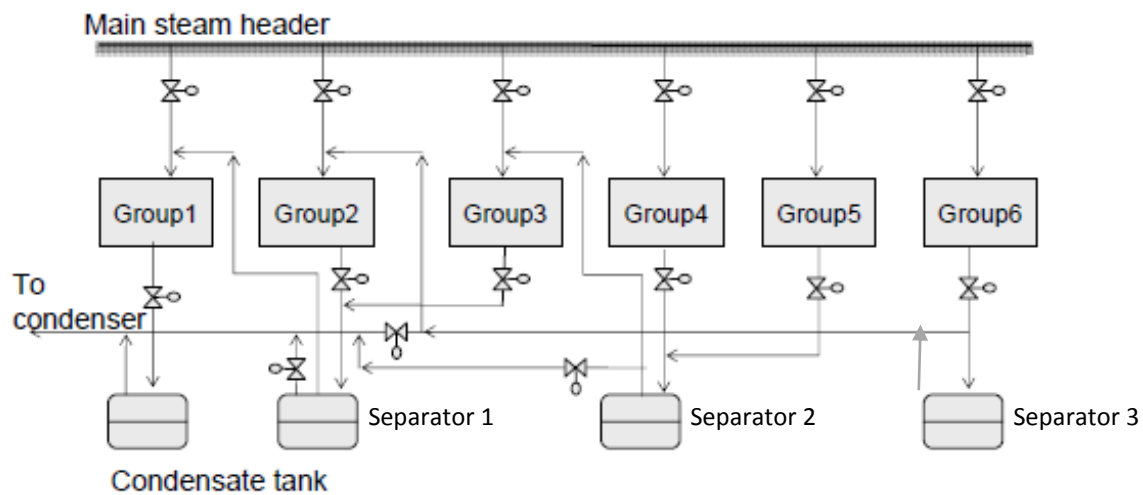 Main steam header
Group1
Group2
Group3
Group4
Group5
Group6
To
condenser
Separator 1
Separator 2
Separator 3
Condensate tank